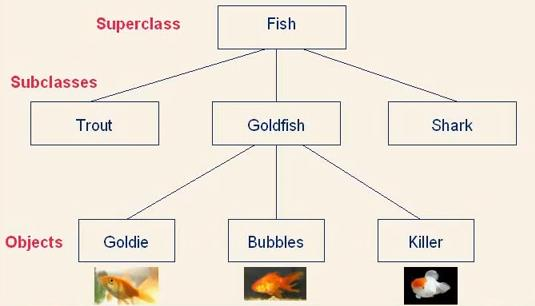 Superclass
Fish
Subclasses
Trout
Goldfish
Shark
Objects
Goldie
Bubbles
Killer